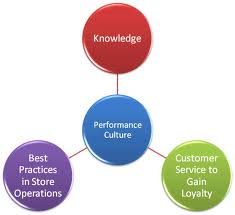 Knowledge
Performance
Culture
Best
Practices
in Store
Operations
Customer
Service to
Gain
Loyalty